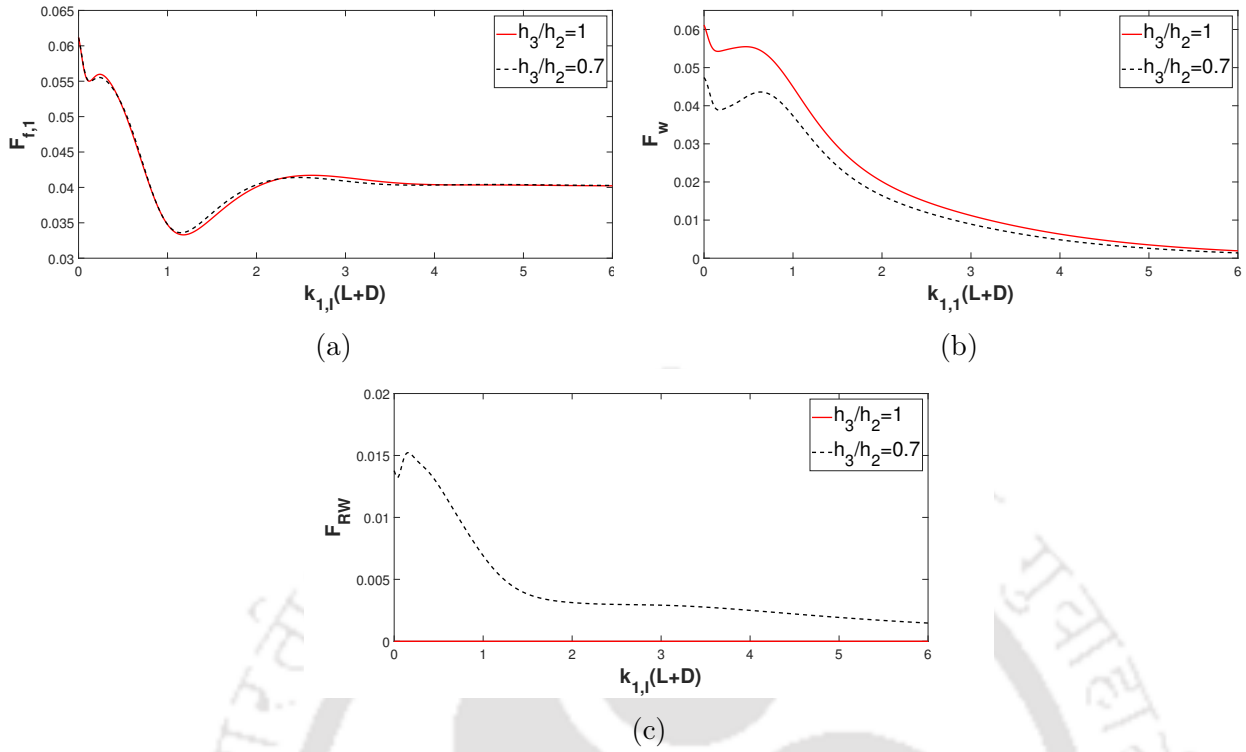 0.065
0.06
0.055
0.05
0.045
0.04
0.035
0.03
F_{f,1}
0 1 2 3 4 5 6
k_{1,I}(L+D)
h_3/h_2=1
h_3/h_2=0.7
(a)
0.06
0.05
0.04
0.03
0.02
0.01
0
F_w
0 1 2 3 4 5 6
k_{1,1}(L+D)
h_3/h_2=1
h_3/h_2=0.7
(b)
0.02
0.015
0.01
0.005
0
F_{RW}
0 1 2 3 4 5 6
k_{1,I}(L+D)
h_3/h_2=1
h_3/h_2=0.7
(c)